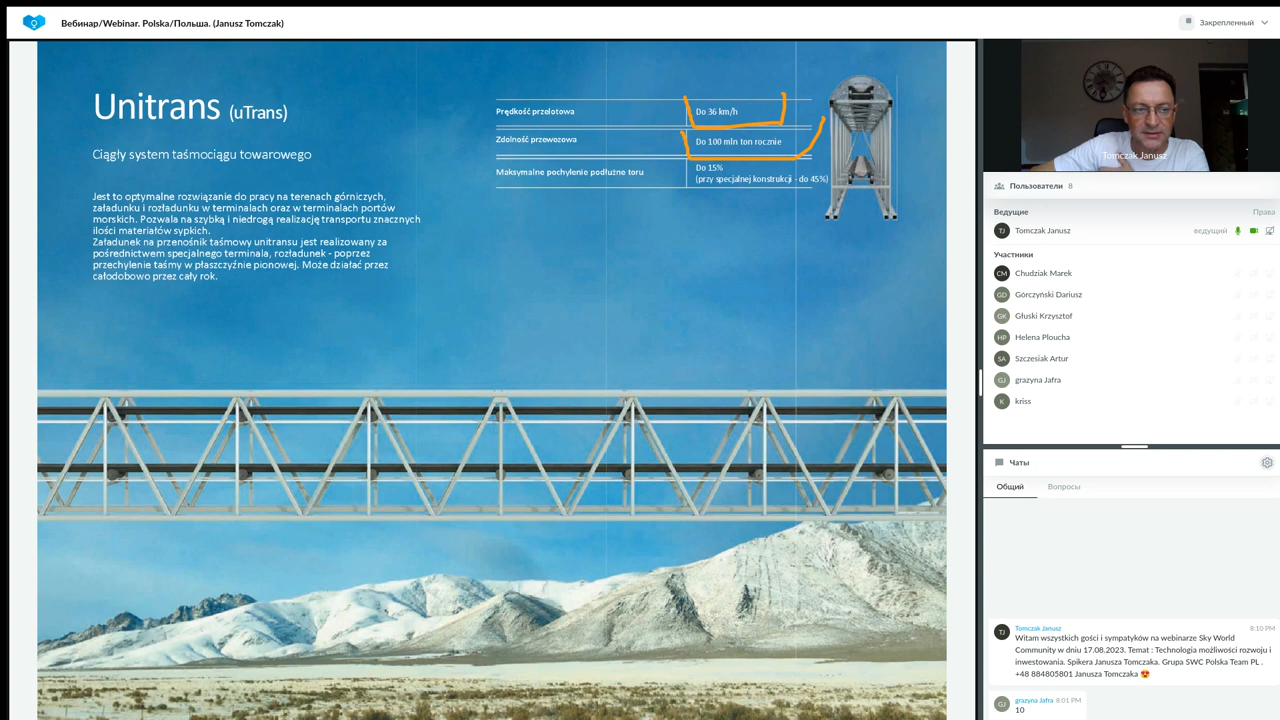 Вебинар/Webinar. Polska/Польша. (Janusz Tomczak)
Закрепленный
Unitrans (uTrans)
Ciągły system taśmociągu towarowego
Jest to optymalne rozwiązanie do pracy na terenach górniczych,
załadunku i rozładunku w terminalach oraz w terminalach portów
morskich. Pozwala na szybką i niedrogą realizację transportu znacznych
ilości materiałów sypkich.
Załadunek na przenośnik taśmowy unitransu jest realizowany za
pośrednictwem specjalnego terminala, rozładunek - poprzez
przechylenie taśmy w płaszczyźnie pionowej. Może działać przez
całodobowo przez cały rok.
Prędkość przelotowa
Do 36 km/h
Zdolność przewozowa
Do 100 mln ton rocznie
Maksymalne pochylenie podłużne toru
Do 15%
(przy specjalnej konstrukcji - do 45%)
Tomczak Janusz
Пользователи 8
Ведущие Права
TJ Tomczak Janusz ведущий
Участники
CM Chudziak Marek
GD Górczyński Dariusz
GK Głuski Krzysztof
HP Helena Ploucha
SA Szczesiak Artur
GJ grazyna Jafra
K kriss
Чаты
Общий Вопросы
TJ Tomczak Janusz 8:10 PM
Witam wszystkich gości i sympatyków na webinarze Sky World
Community w dniu 17.08.2023. Temat : Technologia możliwości rozwoju i
inwestowania. Spikera Janusza Tomczaka. Grupa SWC Polska Team PL .
+48 884805801 Janusza Tomczaka 😍
GJ grazyna Jafra 8:01 PM
10